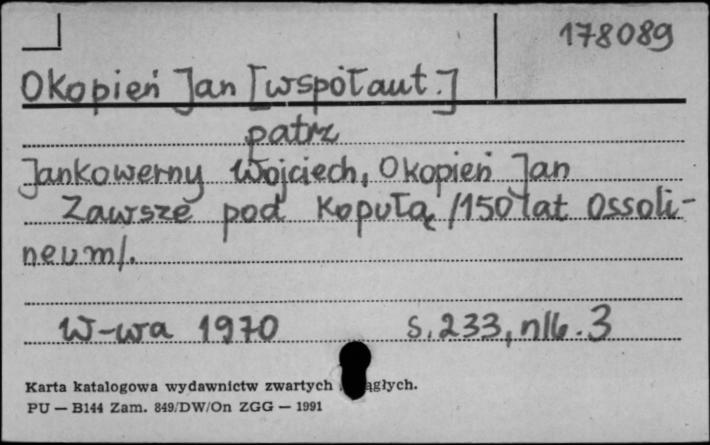 178089
Okopień Jan [współaut.]
patrz
Jankowerny Wojciech, Okopień Jan
Zawsze pod Kopułą /150 lat Ossoli-
neum/.
W-wa 1970 s. 233, nlb. 3
Karta katalogowa wydawnictw zwartych
PU — B144 Zam. 849/DW/On ZGG — 1991